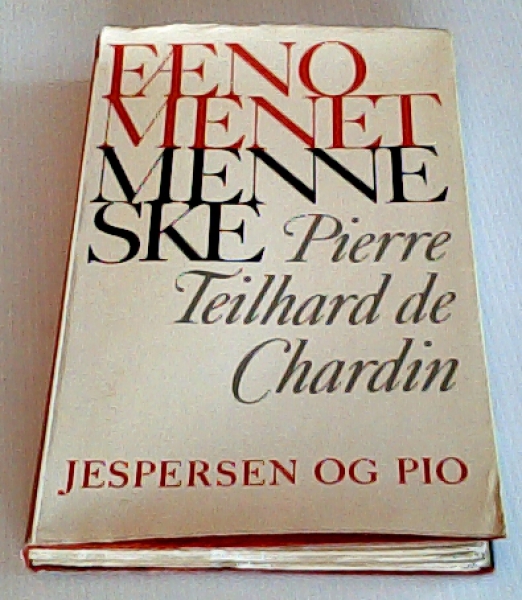 FÆNO
MENET
MENNE
SKE Pierre
Teilhard de
Chardin
JESPERSEN OG PIO